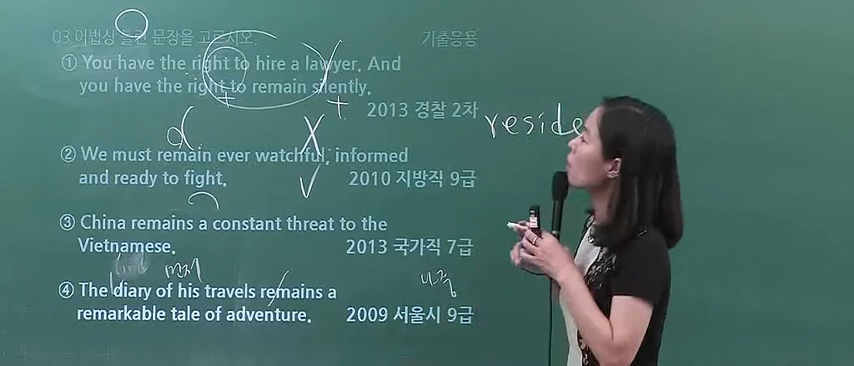 03 어법상 틀린 문장을 고르시오.
기출응용
① You have the right to hire a lawyer. And
you have the right to remain silently.
2013 경찰 2차
reside
② We must remain ever watchful, informed
and ready to fight.
2010 지방직 9급
③ China remains a constant threat to the
Vietnamese.
2013 국가직 7급
④ The diary of his travels remains a
remarkable tale of adventure.
2009 서울시 9급